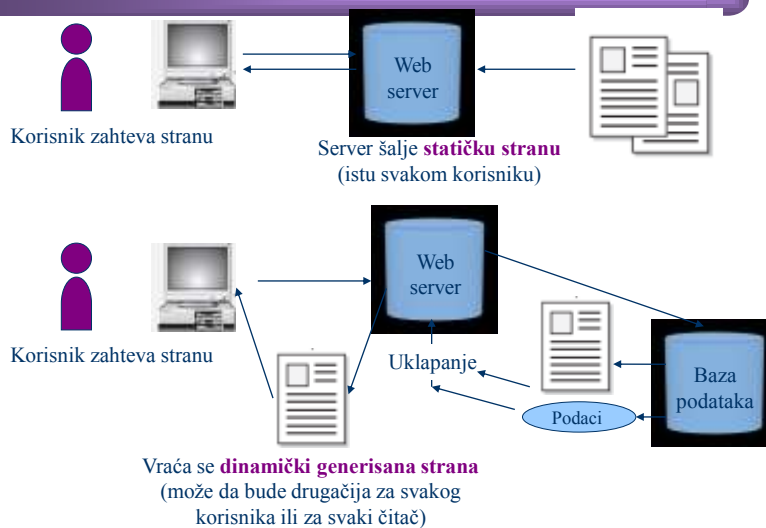 Web
server
Korisnik zahteva stranu
Server šalje statičku stranu
(istu svakom korisniku)
Web
server
Korisnik zahteva stranu
Uklapanje
Baza
podataka
Podaci
Vraća se dinamički generisana strana
(može da bude drugačija za svakog
korisnika ili za svaki čitač)